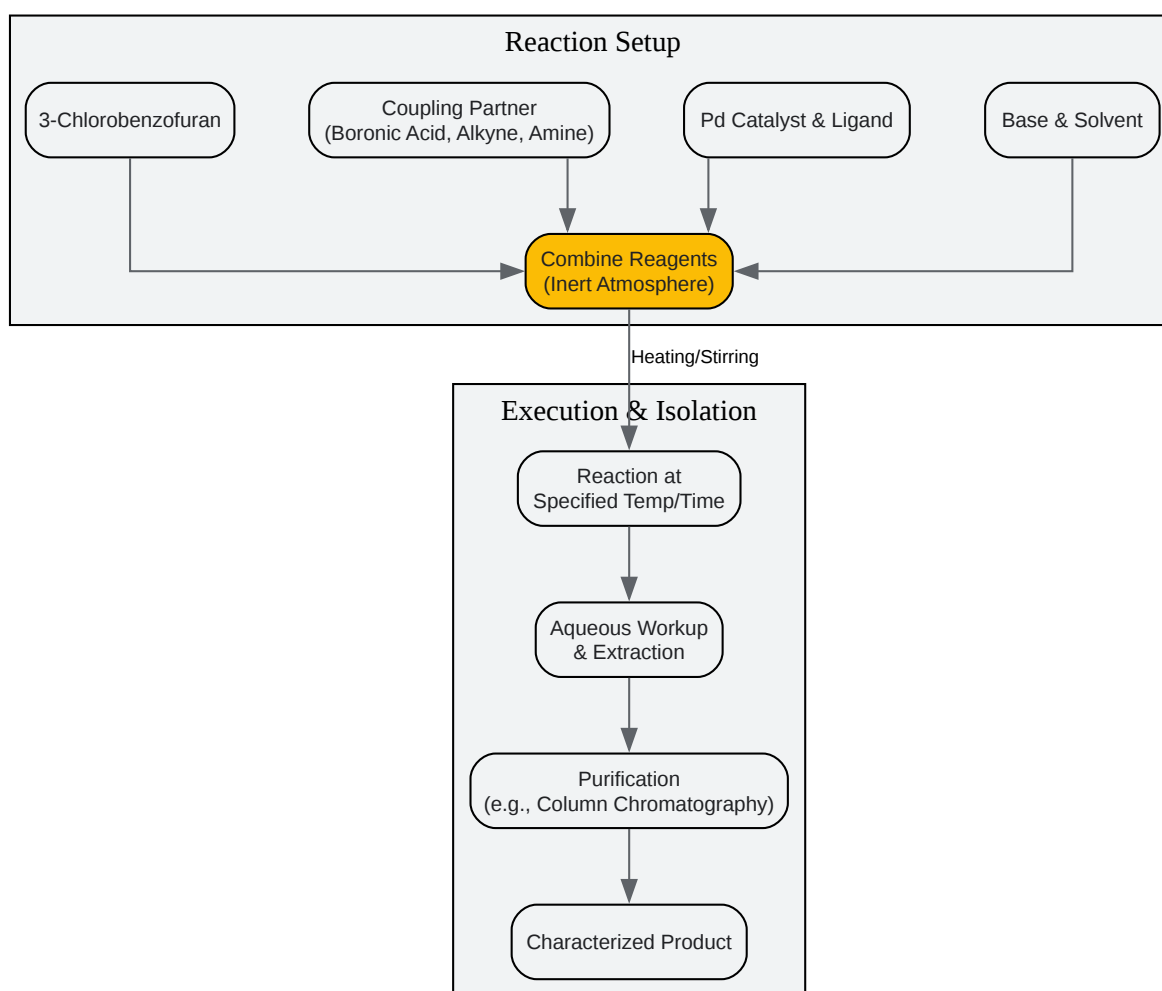 Reaction Setup
3-Chlorobenzofuran
Coupling Partner
(Boronic Acid, Alkyne, Amine)
Pd Catalyst & Ligand
Base & Solvent
Combine Reagents
(Inert Atmosphere)
Heating/Stirring
Execution & Isolation
Reaction at
Specified Temp/Time
Aqueous Workup
& Extraction
Purification
(e.g., Column Chromatography)
Characterized Product